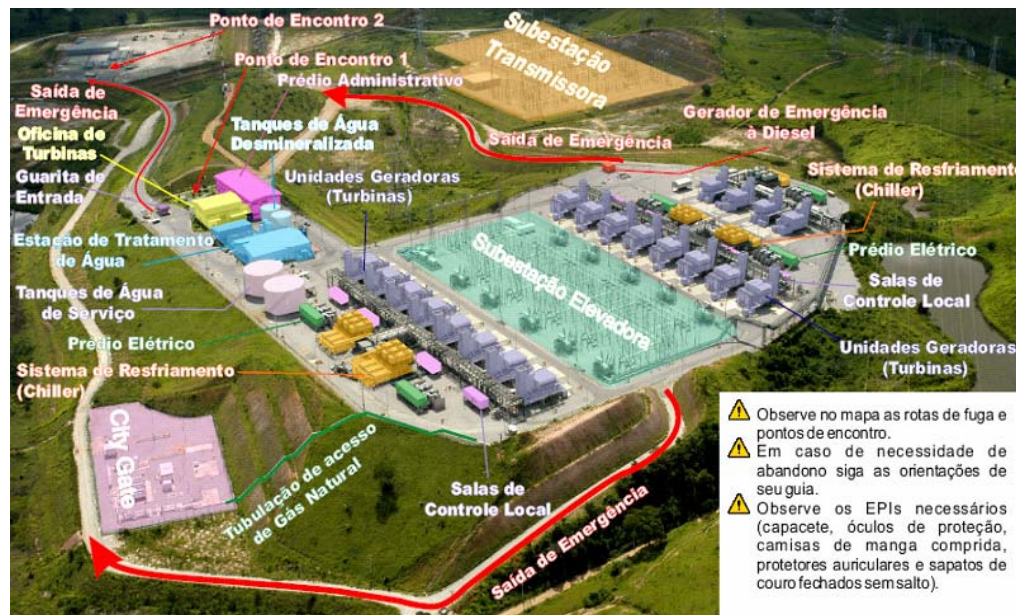 Ponto de Encontro 2
Ponto de Encontro 1
Prédio Administrativo
Subestação
Transmissora
Saída de
Emergência
Oficina de
Turbinas
Tanques de Água
Desmineralizada
Saída de Emergência
Gerador de Emergência
à Diesel
Guarita de
Entrada
Unidades Geradoras
(Turbinas)
Sistema de Resfriamento
(Chiller)
Estação de Tratamento
de Água
Subestação Elevadora
Prédio Elétrico
Tanques de Água
de Serviço
Salas de
Controle Local
Prédio Elétrico
Unidades Geradoras
(Turbinas)
Sistema de Resfriamento
(Chiller)
City gate
Tubulação de acesso
de Gás Natural
Salas de
Controle Local
Saída de Emergência
Observe no mapa as rotas de fuga e
pontos de encontro.
Em caso de necessidade de
abandono siga as orientações de
seu guia.
Observe os EPIs necessários
(capacete, óculos de proteção,
camisas de manga comprida,
protetores auriculares e sapatos de
couro fechados sem salto).